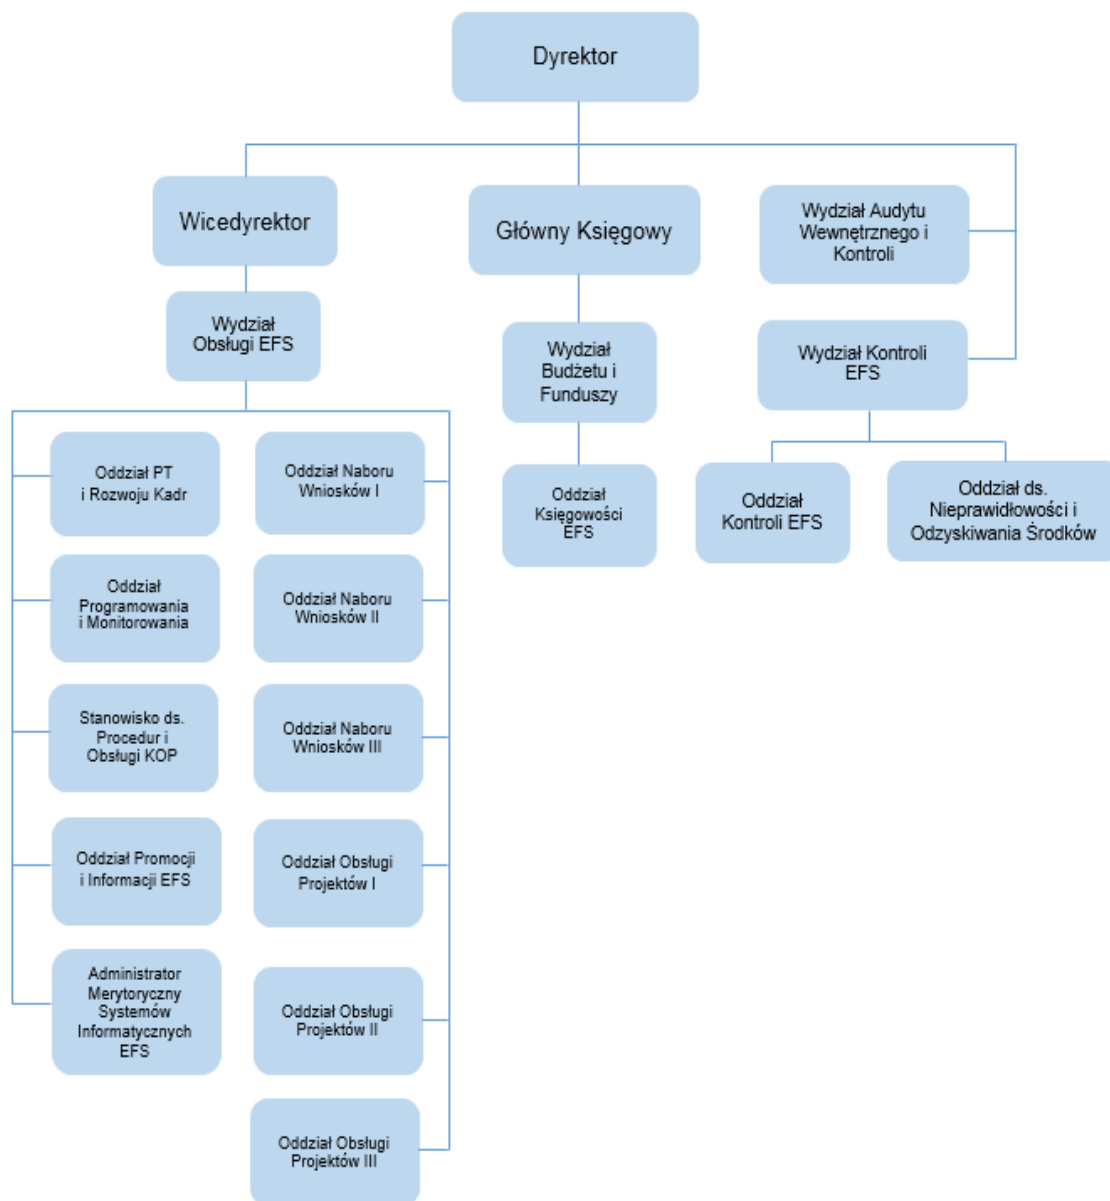 Dyrektor
Wicedyrektor
Główny Księgowy
Wydział Audytu
Wewnętrznego i
Kontroli
Wydział
Obsługi EFS
Wydział
Budżetu i
Funduszy
Wydział Kontroli
EFS
Oddział PT
i Rozwoju Kadr
Oddział Naboru
Wniosków I
Oddział
Księgowości
EFS
Oddział
Kontroli EFS
Oddział ds.
Nieprawidłowości i
Odzyskiwania Środków
Oddział
Programowania
i Monitorowania
Oddział Naboru
Wniosków II
Stanowisko ds.
Procedur i
Obsługi KOP
Oddział Naboru
Wniosków III
Oddział Promocji
i Informacji EFS
Oddział Obsługi
Projektów I
Administrator
Merytoryczny
Systemów
Informatycznych
EFS
Oddział Obsługi
Projektów II
Oddział Obsługi
Projektów III